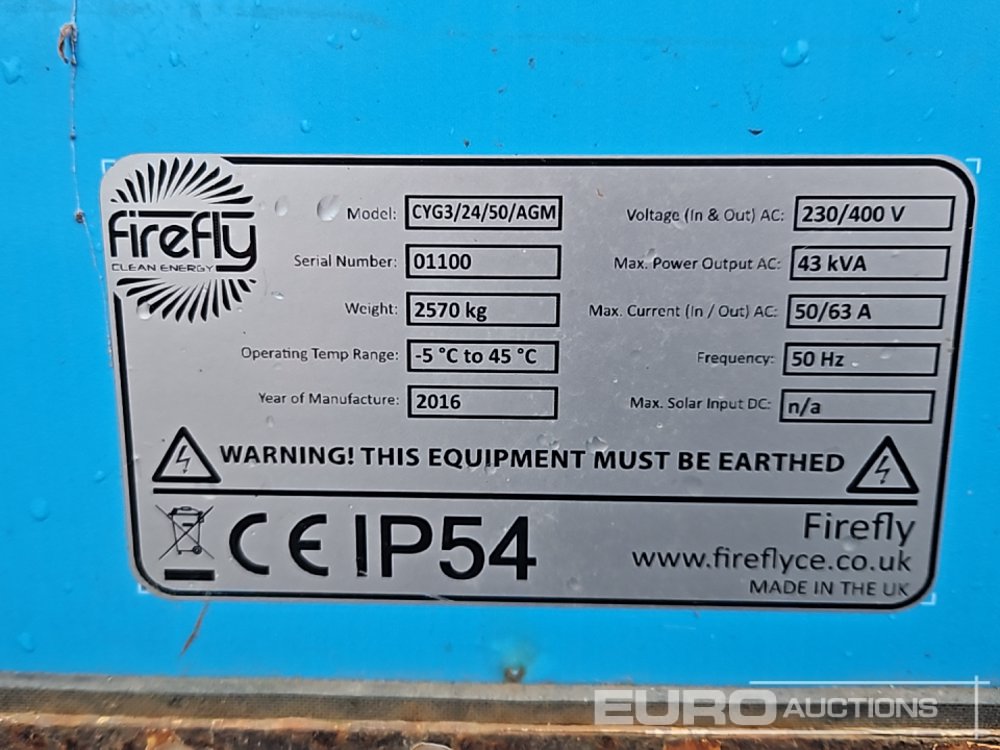 firefly
CLEAN ENERGY
Model: CYG3/24/50/AGM
Serial Number: 01100
Weight: 2570 kg
Operating Temp Range: -5 °C to 45 °C
Year of Manufacture: 2016
Voltage (In & Out) AC: 230/400 V
Max. Power Output AC: 43 kVA
Max. Current (In / Out) AC: 50/63 A
Frequency: 50 Hz
Max. Solar Input DC: n/a
WARNING! THIS EQUIPMENT MUST BE EARTHED
CE IP54
Firefly
www.fireflyce.co.uk
MADE IN THE UK
EURO AUCTIONS